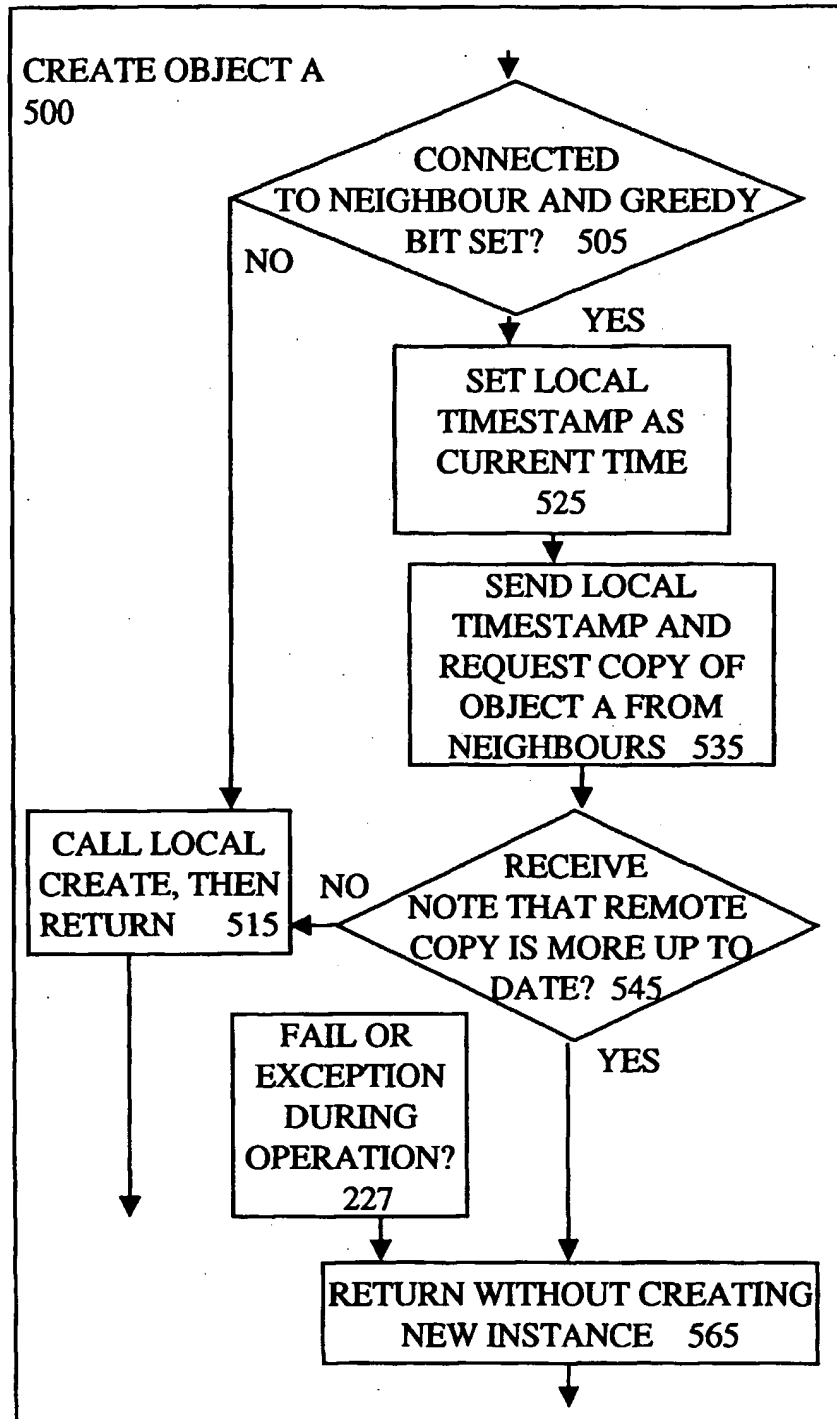 CREATE OBJECT A
500
CONNECTED
TO NEIGHBOUR AND GREEDY
BIT SET? 505
NO
YES
SET LOCAL
TIMESTAMP AS
CURRENT TIME
525
SEND LOCAL
TIMESTAMP AND
REQUEST COPY OF
OBJECT A FROM
NEIGHBOURS 535
CALL LOCAL
CREATE, THEN
RETURN 515
NO
RECEIVE
NOTE THAT REMOTE
COPY IS MORE UP TO
DATE? 545
YES
FAIL OR
EXCEPTION
DURING
OPERATION?
227
RETURN WITHOUT CREATING
NEW INSTANCE 565